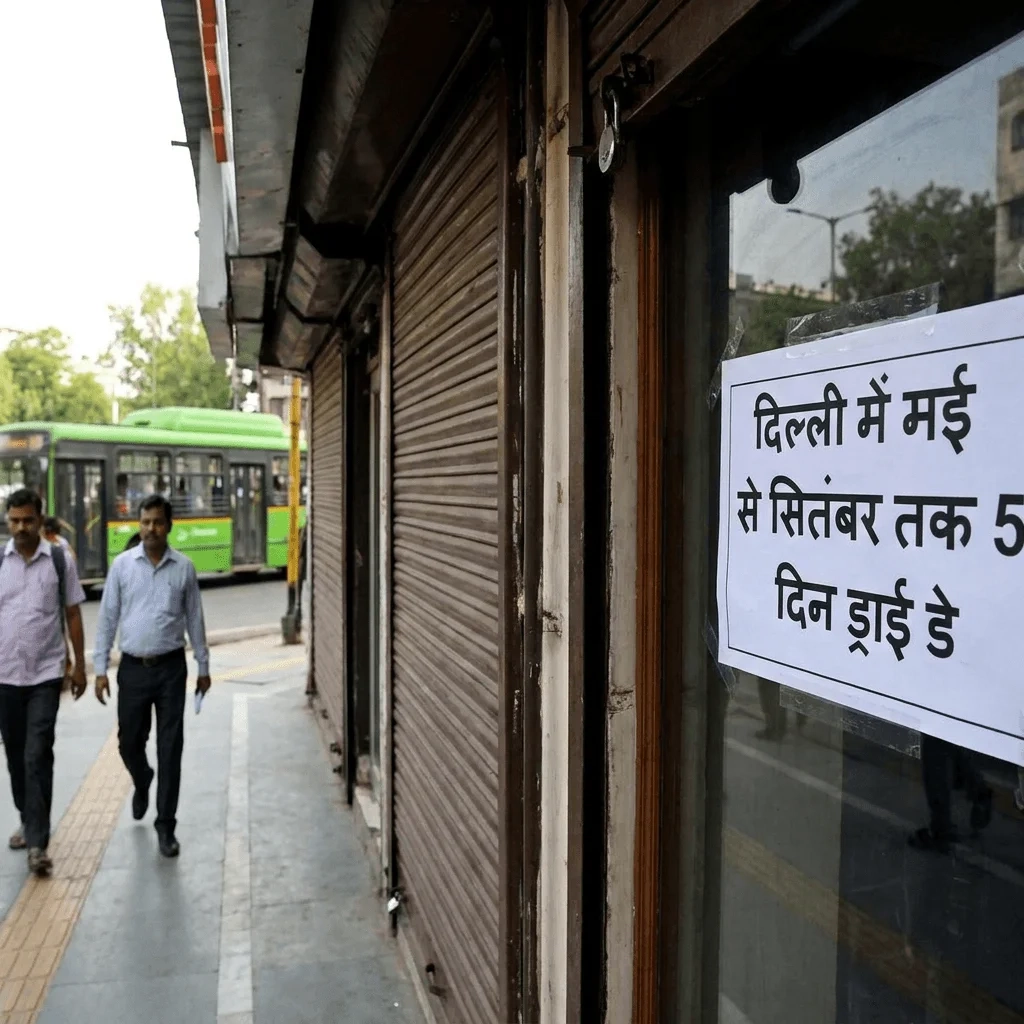 दिल्ली में मई
से सितंबर तक 5
दिन ड्राई डे